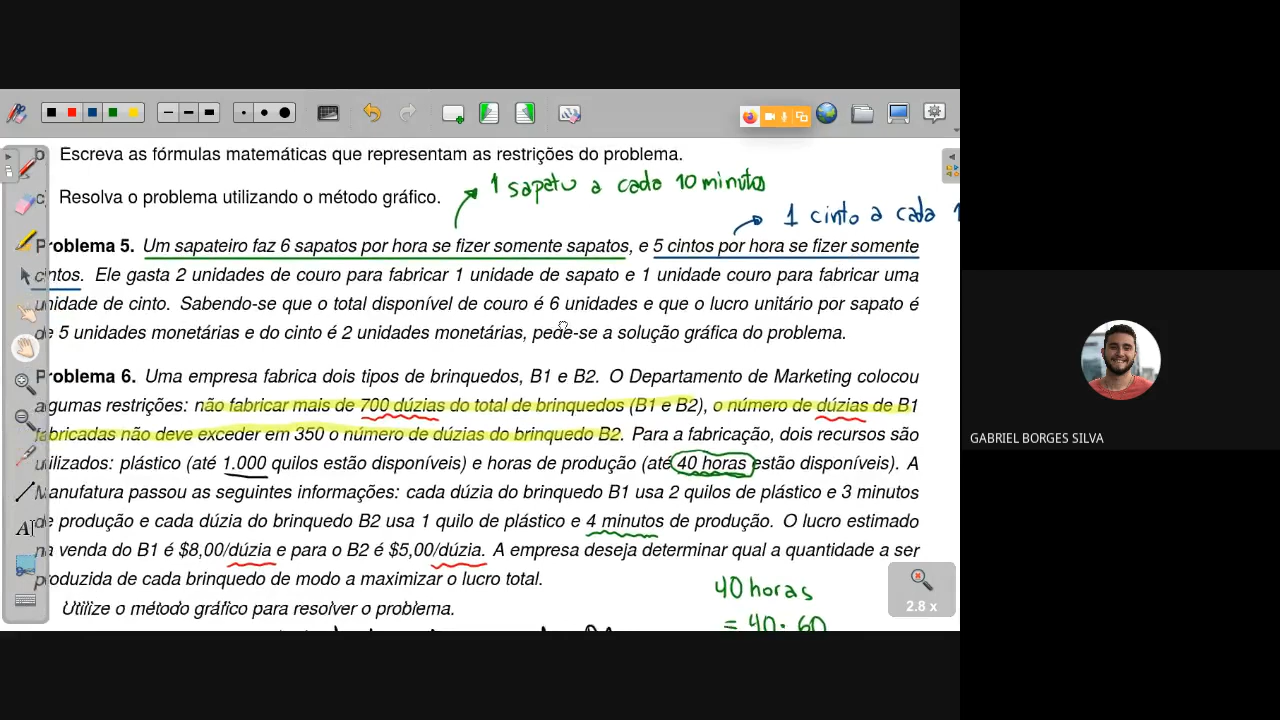 b
Escreva as fórmulas matemáticas que representam as restrições do problema.
1 sapato a cada 10 minutos
c)
Resolva o problema utilizando o método gráfico.
1 cinto a cada 1
Problema 5. Um sapateiro faz 6 sapatos por hora se fizer somente sapatos, e 5 cintos por hora se fizer somente
cintos. Ele gasta 2 unidades de couro para fabricar 1 unidade de sapato e 1 unidade couro para fabricar uma
unidade de cinto. Sabendo-se que o total disponível de couro é 6 unidades e que o lucro unitário por sapato é
de 5 unidades monetárias e do cinto é 2 unidades monetárias, pede-se a solução gráfica do problema.
Problema 6. Uma empresa fabrica dois tipos de brinquedos, B1 e B2. O Departamento de Marketing colocou
algumas restrições: não fabricar mais de 700 dúzias do total de brinquedos (B1 e B2), o número de dúzias de B1
fabricadas não deve exceder em 350 o número de dúzias do brinquedo B2. Para a fabricação, dois recursos são
utilizados: plástico (até 1.000 quilos estão disponíveis) e horas de produção (até 40 horas estão disponíveis). A
Manufatura passou as seguintes informações: cada dúzia do brinquedo B1 usa 2 quilos de plástico e 3 minutos
de produção e cada dúzia do brinquedo B2 usa 1 quilo de plástico e 4 minutos de produção. O lucro estimado
na venda do B1 é $8,00/dúzia e para o B2 é $5,00/dúzia. A empresa deseja determinar qual a quantidade a ser
produzida de cada brinquedo de modo a maximizar o lucro total.
Utilize o método gráfico para resolver o problema.
40 horas
= 40. 60
2.8 x
GABRIEL BORGES SILVA